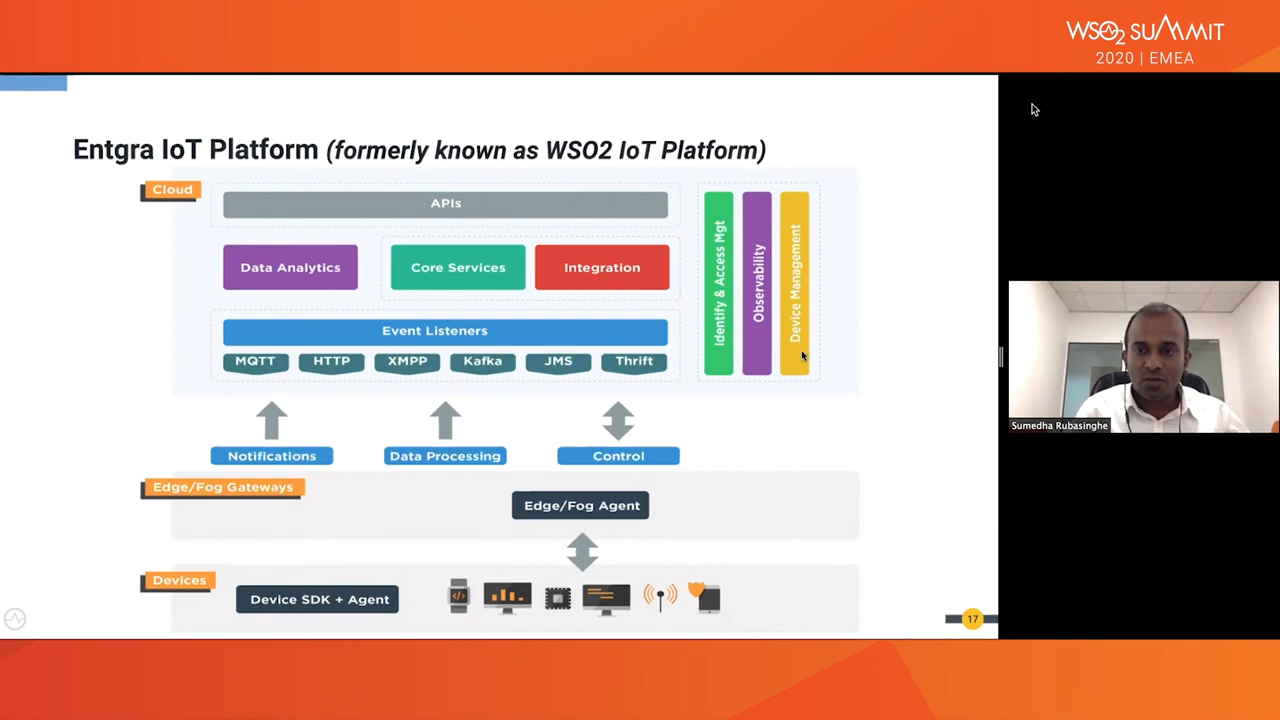 WSO2 SUMMIT
2020 | EMEA
Entgra IoT Platform (formerly known as WSO2 IoT Platform)
Cloud
APIs
Data Analytics
Core Services
Integration
Event Listeners
MQTT
HTTP
XMPP
Kafka
JMS
Thrift
Identify & Access Mgt
Observability
Device Management
Notifications
Data Processing
Control
Edge/Fog Gateways
Edge/Fog Agent
Devices
Device SDK + Agent
</>
17
Sumedha Rubasinghe